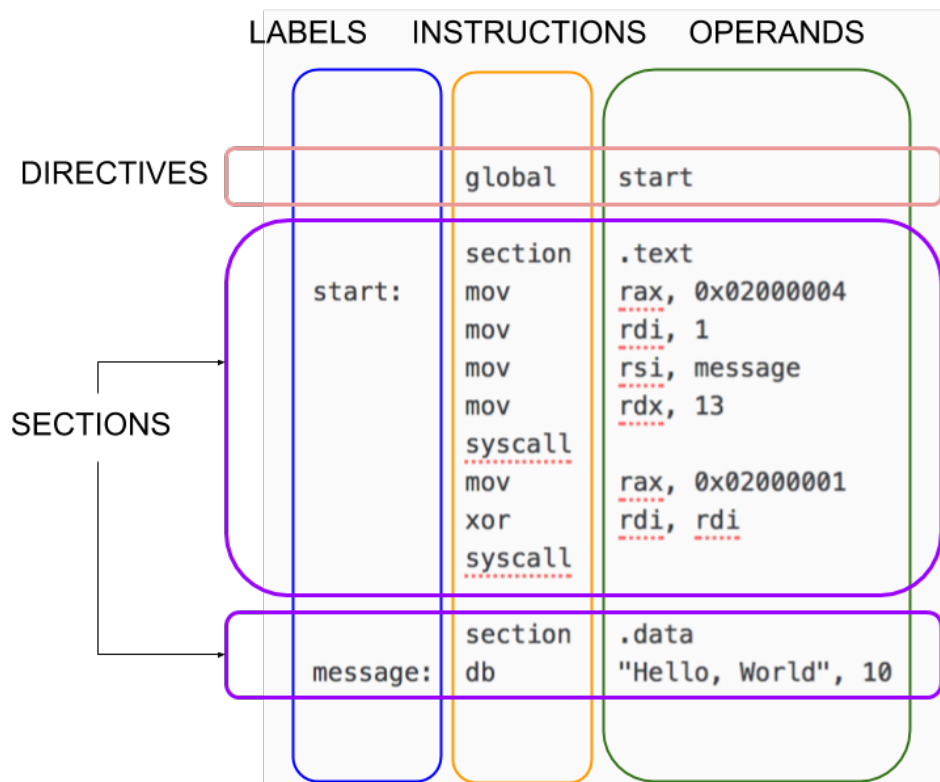 LABELS INSTRUCTIONS OPERANDS
DIRECTIVES global start
section .text
start: mov rax, 0x02000004
mov rdi, 1
mov rsi, message
mov rdx, 13
SECTIONS
syscall
mov rax, 0x02000001
xor rdi, rdi
syscall
section .data
message: db "Hello, World", 10